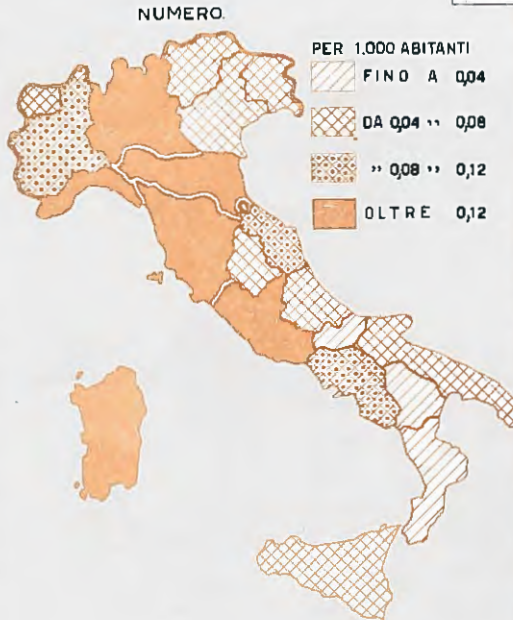 NUMERO.
PER 1.000 ABITANTI
FINO A 0,04
DA 0,04 " 0,08
" 0,08 " 0,12
OLTRE 0,12